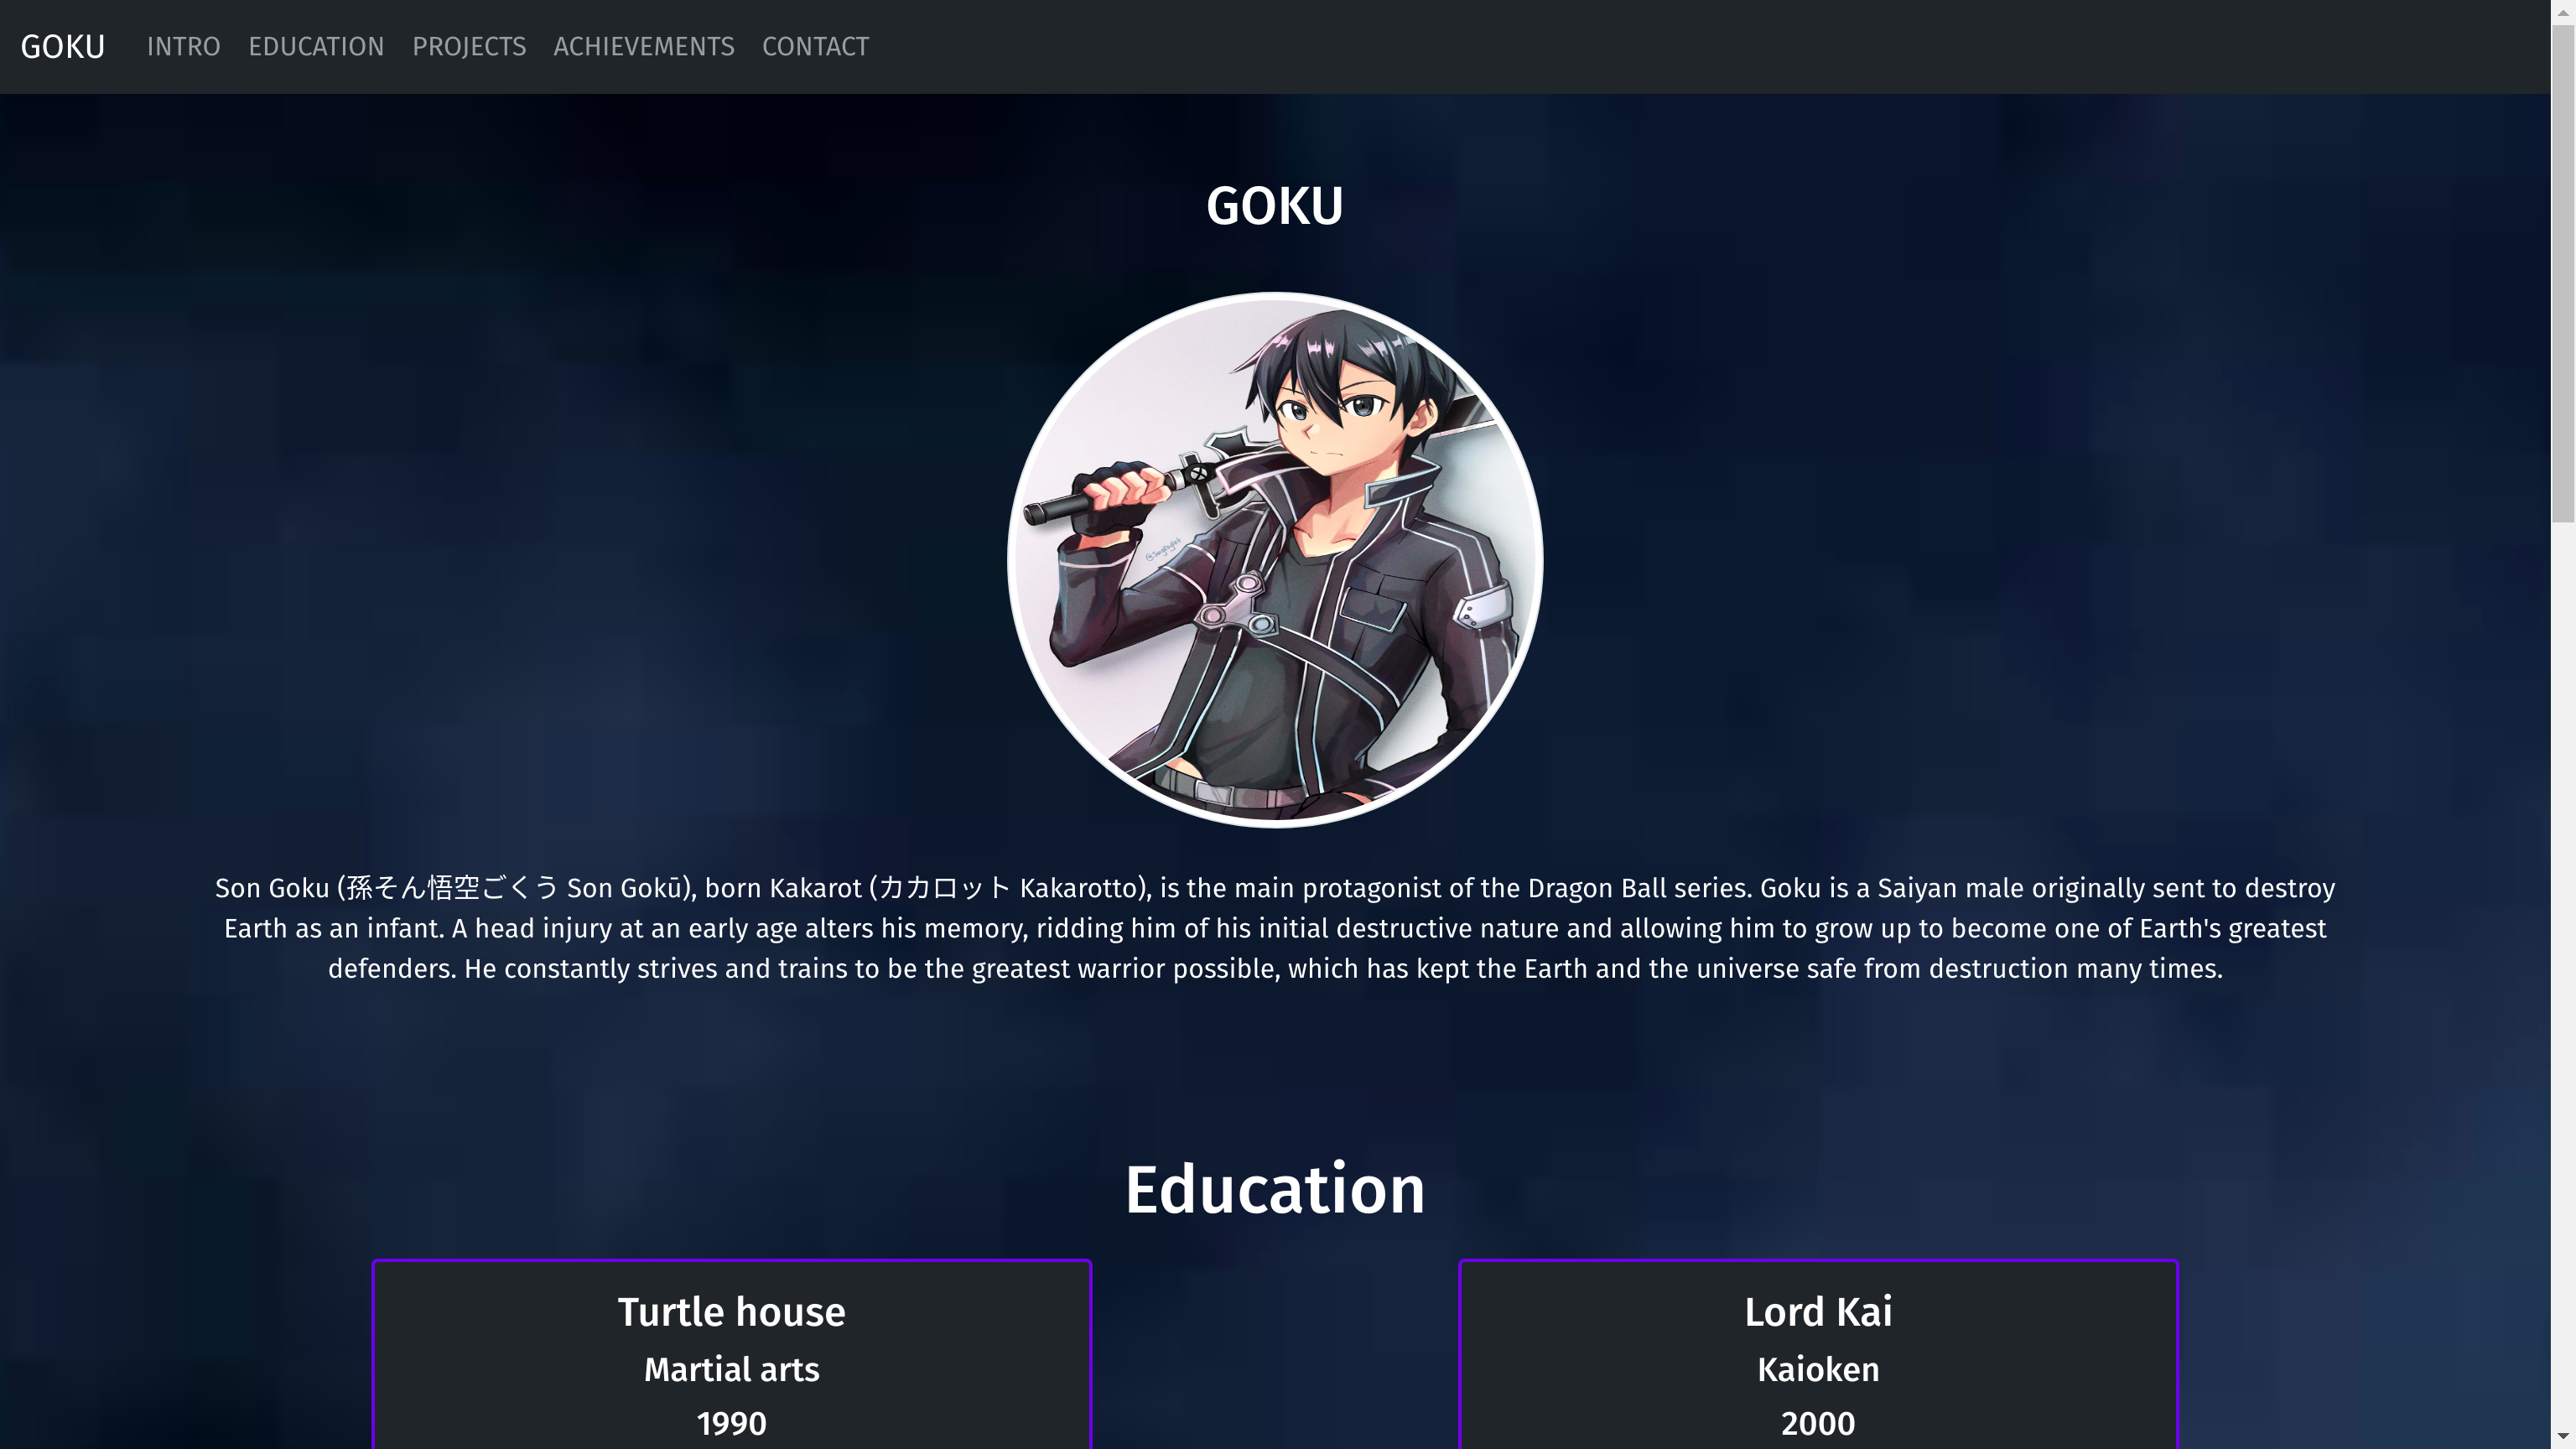 GOKU INTRO EDUCATION PROJECTS ACHIEVEMENTS CONTACT
GOKU
Son Goku (孫そん悟空ごくう Son Gokū), born Kakarot (カカロット Kakarotto), is the main protagonist of the Dragon Ball series. Goku is a Saiyan male originally sent to destroy
Earth as an infant. A head injury at an early age alters his memory, ridding him of his initial destructive nature and allowing him to grow up to become one of Earth's greatest
defenders. He constantly strives and trains to be the greatest warrior possible, which has kept the Earth and the universe safe from destruction many times.
Education
Turtle house
Martial arts
1990
Lord Kai
Kaioken
2000